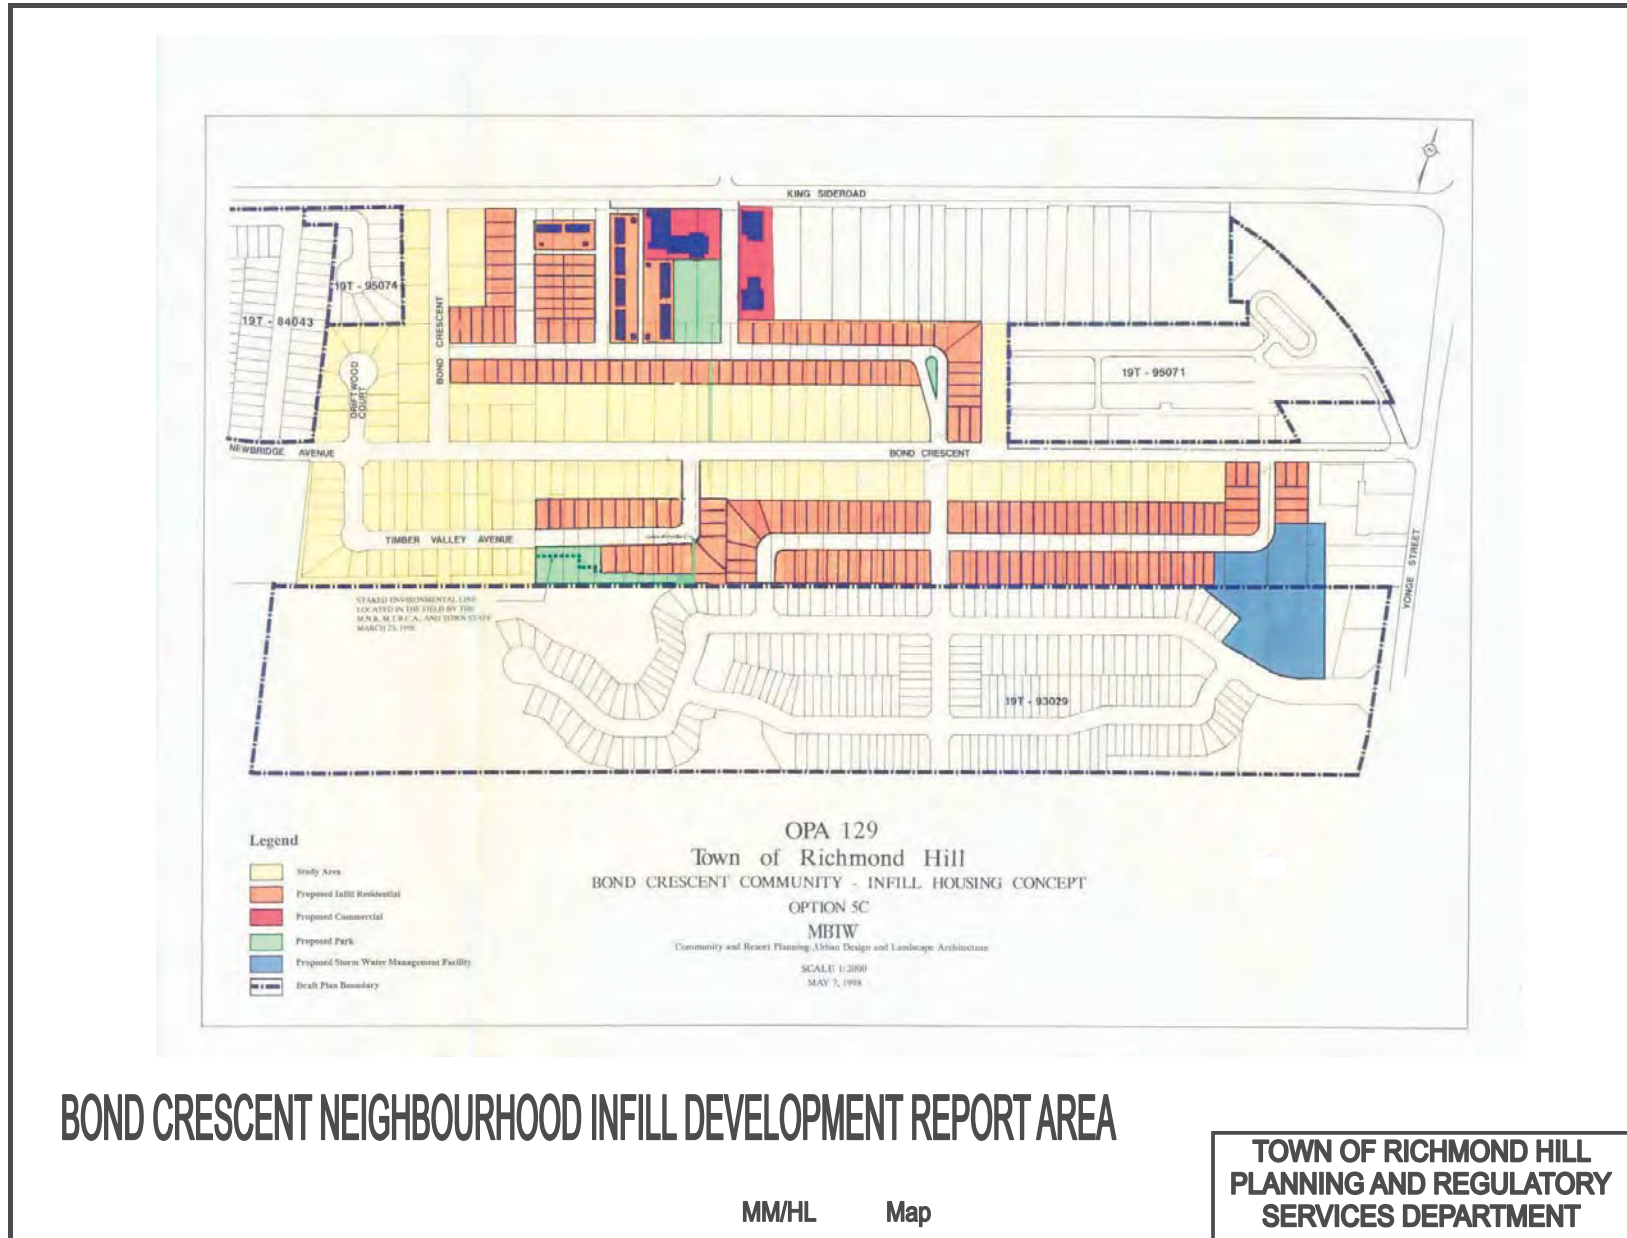 KING SIDEROAD
19T - 95074
19T - 84043
BOND CRESCENT
DRIFTWOOD
COURT
19T - 95071
NEWBRIDGE AVENUE
BOND CRESCENT
TIMBER VALLEY AVENUE
YONGE STREET
STAKED ENVIRONMENTAL LINE
LOCATED IN THE FIELD BY THE
M.N.R, M.T.R.C.A., AND TOWN STAFF
MARCH 23, 1998
19T - 93029
OPA 129
Town of Richmond Hill
BOND CRESCENT COMMUNITY - INFILL HOUSING CONCEPT
OPTION 5C
MBTW
Community and Resort Planning, Urban Design and Landscape Architecture
SCALE 1:2000
MAY 7, 1998
Legend
Study Area
Proposed Infill Residential
Proposed Commercial
Proposed Park
Proposed Storm Water Management Facility
Draft Plan Boundary
BOND CRESCENT NEIGHBOURHOOD INFILL DEVELOPMENT REPORT AREA
MM/HL Map
TOWN OF RICHMOND HILL
PLANNING AND REGULATORY
SERVICES DEPARTMENT